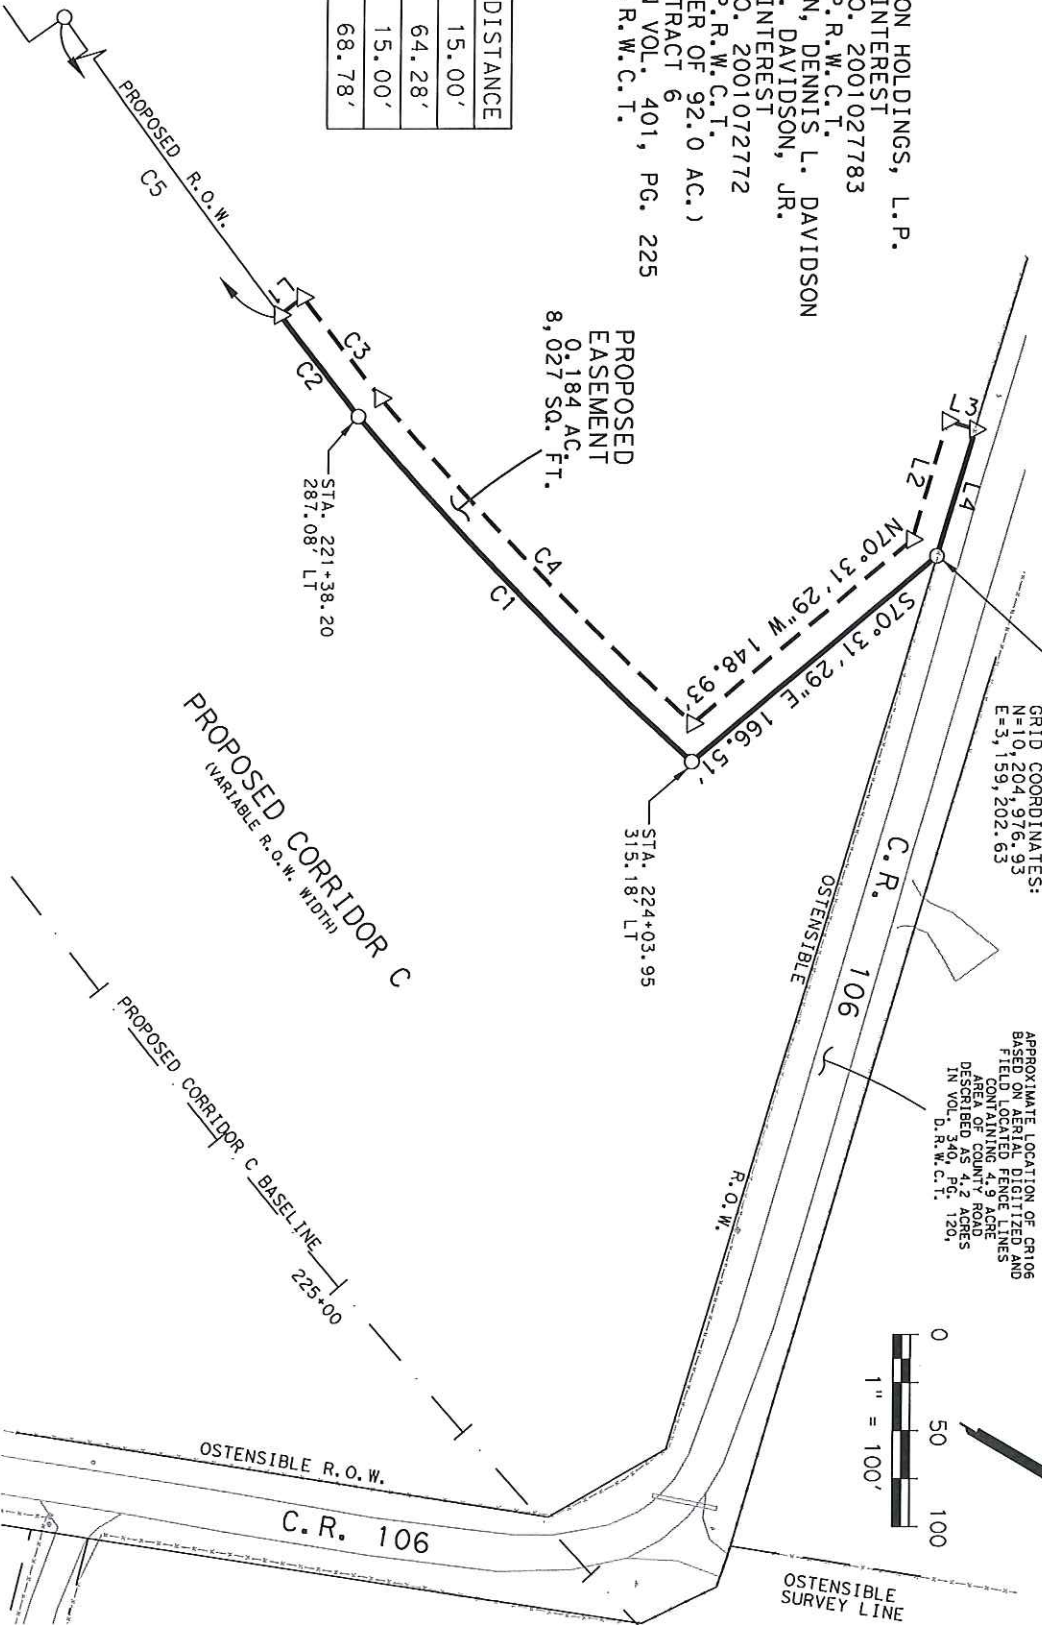 ON HOLDINGS, L.P.
INTEREST
O. 2001027783
P.R.W.C.T.
N, DENNIS L. DAVIDSON
. DAVIDSON, JR.
INTEREST
O. 2001072772
P.R.W.C.T.
ER OF 92.0 AC.)
TRACT 6
N VOL. 401, PG. 225
R.W.C.T.
DISTANCE
15.00'
64.28'
15.00'
68.78'
PROPOSED R.O.W.
C5
L1
C2
C3
C4
C1
PROPOSED
EASEMENT
0.184 AC.
8,027 SQ. FT.
L3
L2
L4
N70°31'29"W 148.93'
S70°31'29"E 166.51'
STA. 221+38.20
287.08' LT
STA. 224+03.95
315.18' LT
GRID COORDINATES:
N=10,204,976.93
E=3,159,202.63
C.R. 106
OSTENSIBLE R.O.W.
APPROXIMATE LOCATION OF CR106
BASED ON AERIAL DIGITIZED AND
FIELD LOCATED FENCE LINES
CONTAINING 4.9 ACRE
AREA OF COUNTY ROAD
DESCRIBED AS 4.2 ACRES
IN VOL. 340, PG. 120,
D.R.W.C.T.
0 50 100
1" = 100'
PROPOSED CORRIDOR C
(VARIABLE R.O.W. WIDTH)
PROPOSED CORRIDOR C BASELINE
225+00
OSTENSIBLE R.O.W.
C.R. 106
OSTENSIBLE
SURVEY LINE